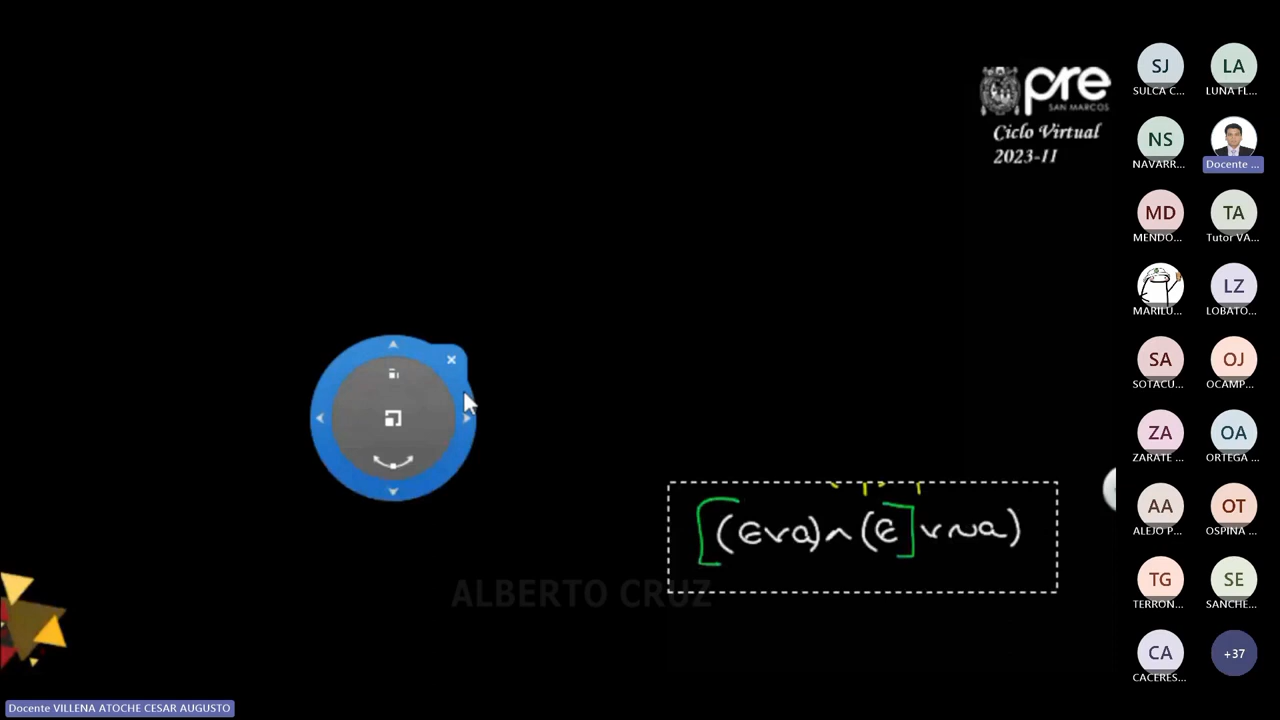 pre
SAN MARCOS
Ciclo Virtual
2023-II
[(Є∨a)∧(Є]∨~a)
ALBERTO CRUZ
SJ
SULCA C...
LA
LUNA FL...
NS
NAVARR...
Docente ...
MD
MENDO...
TA
Tutor VA...
MARILU...
LZ
LOBATO...
SA
SOTACU...
OJ
OCAMP...
ZA
ZARATE ...
OA
ORTEGA ...
AA
ALEJO P...
OT
OSPINA ...
TG
TERRON...
SE
SANCHE...
CA
CACERES...
+37
Docente VILLENA ATOCHE CESAR AUGUSTO